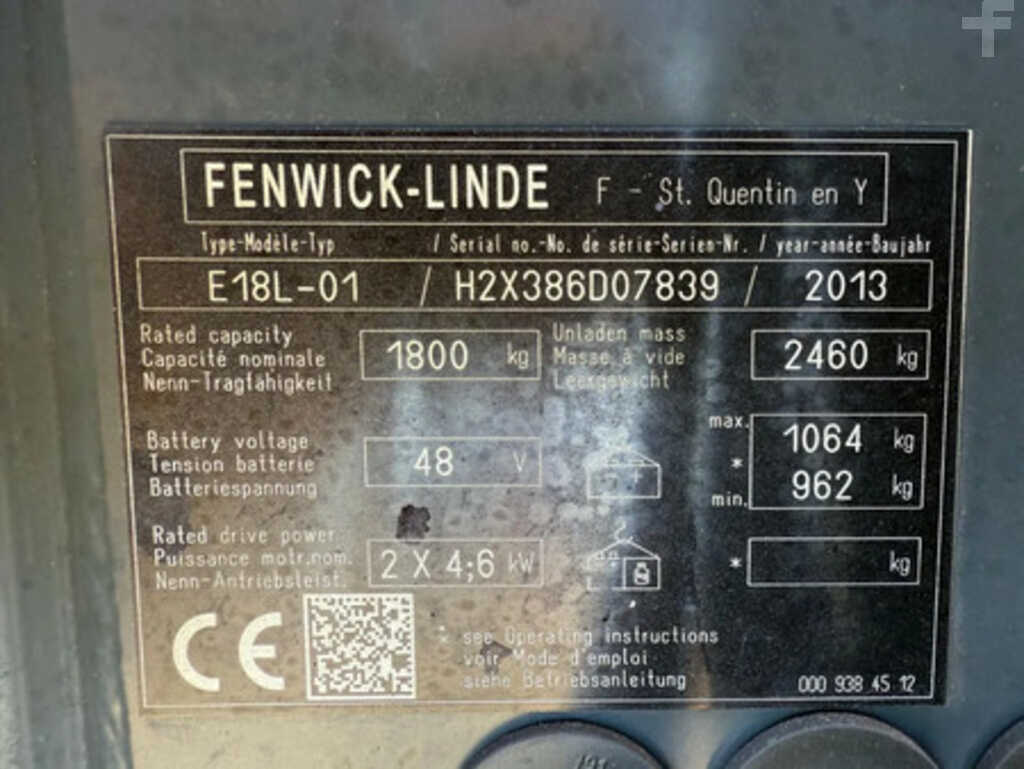 f
FENWICK-LINDE F - St. Quentin en Y
Type-Modèle-Typ / Serial no.-No. de série-Serien-Nr. / year-année-Baujahr
E18L-01 / H2X386D07839 / 2013
Rated capacity
Capacité nominale
Nenn-Tragfähigkeit
1800 kg
Unladen mass
Masse à vide
Leergewicht
2460 kg
Battery voltage
Tension batterie
Batteriespannung
48 V
max. 1064 kg
*
min. 962 kg
Rated drive power
Puissance motr.nom.
Nenn-Antriebsleist.
2 X 4;6 kW
* kg
CE
* see Operating instructions
voir Mode d'emploi
siehe Betriebsanleitung
000 938 45 12